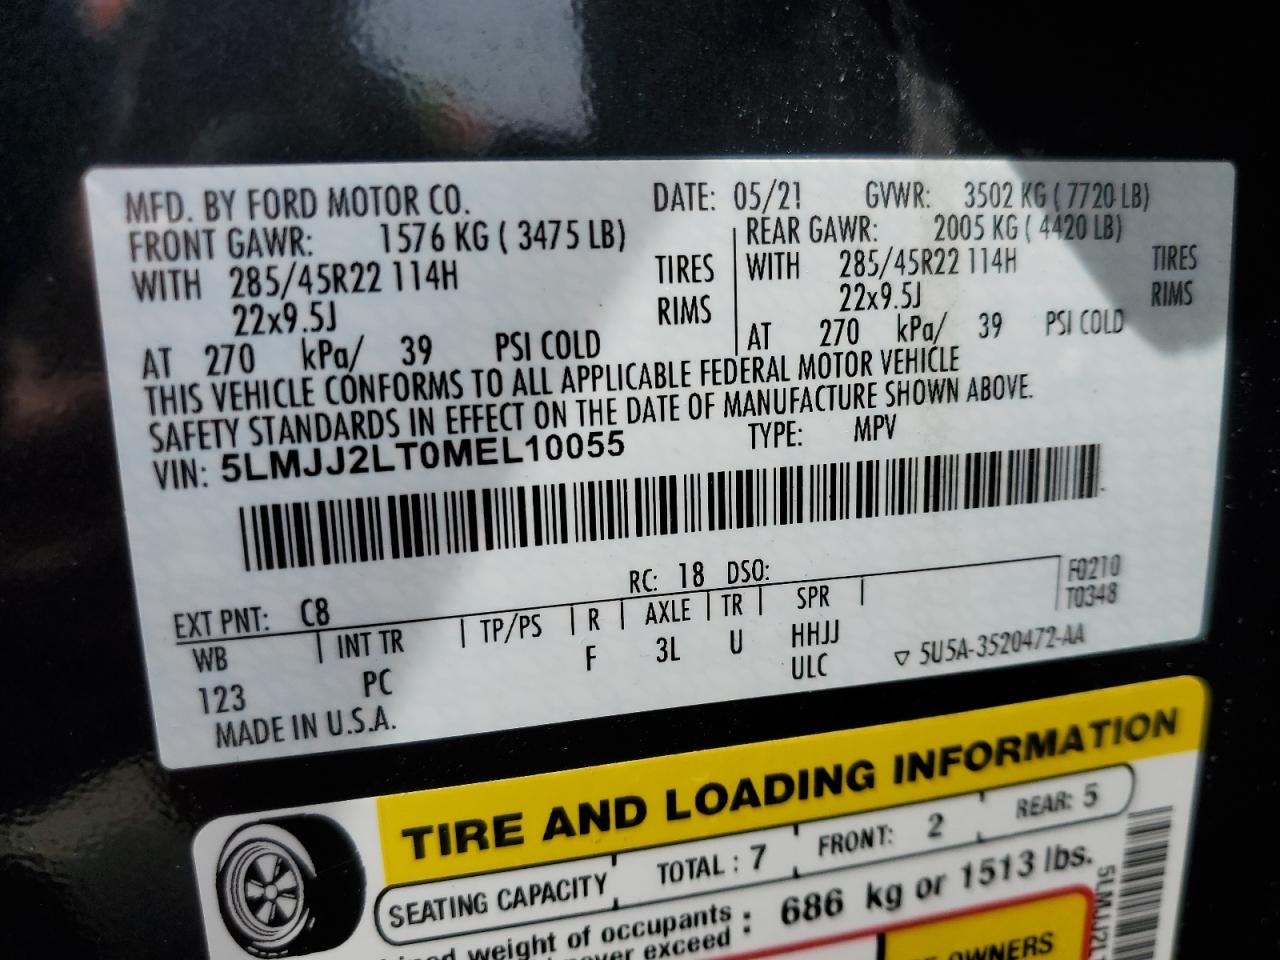 MFD. BY FORD MOTOR CO. DATE: 05/21 GVWR: 3502 KG ( 7720 LB)
FRONT GAWR: 1576 KG ( 3475 LB) REAR GAWR: 2005 KG ( 4420 LB)
WITH 285/45R22 114H TIRES WITH 285/45R22 114H TIRES
22x9.5J RIMS 22x9.5J RIMS
AT 270 kPa/ 39 PSI COLD AT 270 kPa/ 39 PSI COLD
THIS VEHICLE CONFORMS TO ALL APPLICABLE FEDERAL MOTOR VEHICLE
SAFETY STANDARDS IN EFFECT ON THE DATE OF MANUFACTURE SHOWN ABOVE.
VIN: 5LMJJ2LT0MEL10055 TYPE: MPV
EXT PNT: C8 RC: 18 DSO: F0210
WB INT TR TP/PS R AXLE TR SPR T0348
123 PC F 3L U HHJJ
ULC ▽ 5U5A-3520472-AA
MADE IN U.S.A.
TIRE AND LOADING INFORMATION
SEATING CAPACITY TOTAL : 7 FRONT: 2 REAR: 5
weight of occupants : 686 kg or 1513 lbs.
never exceed :
OWNERS